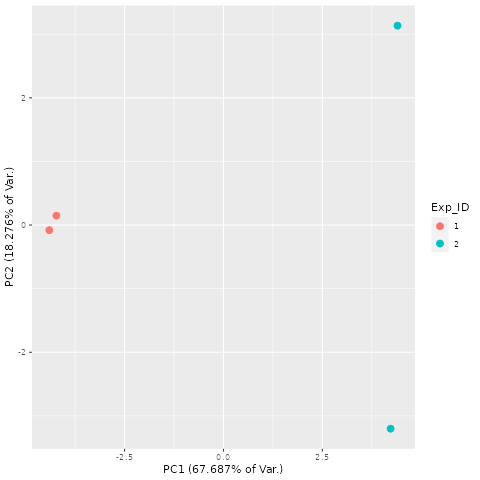 2
0
-2
PC2 (18.276% of Var.)
-2.5
0.0
2.5
PC1 (67.687% of Var.)
Exp_ID
1
2